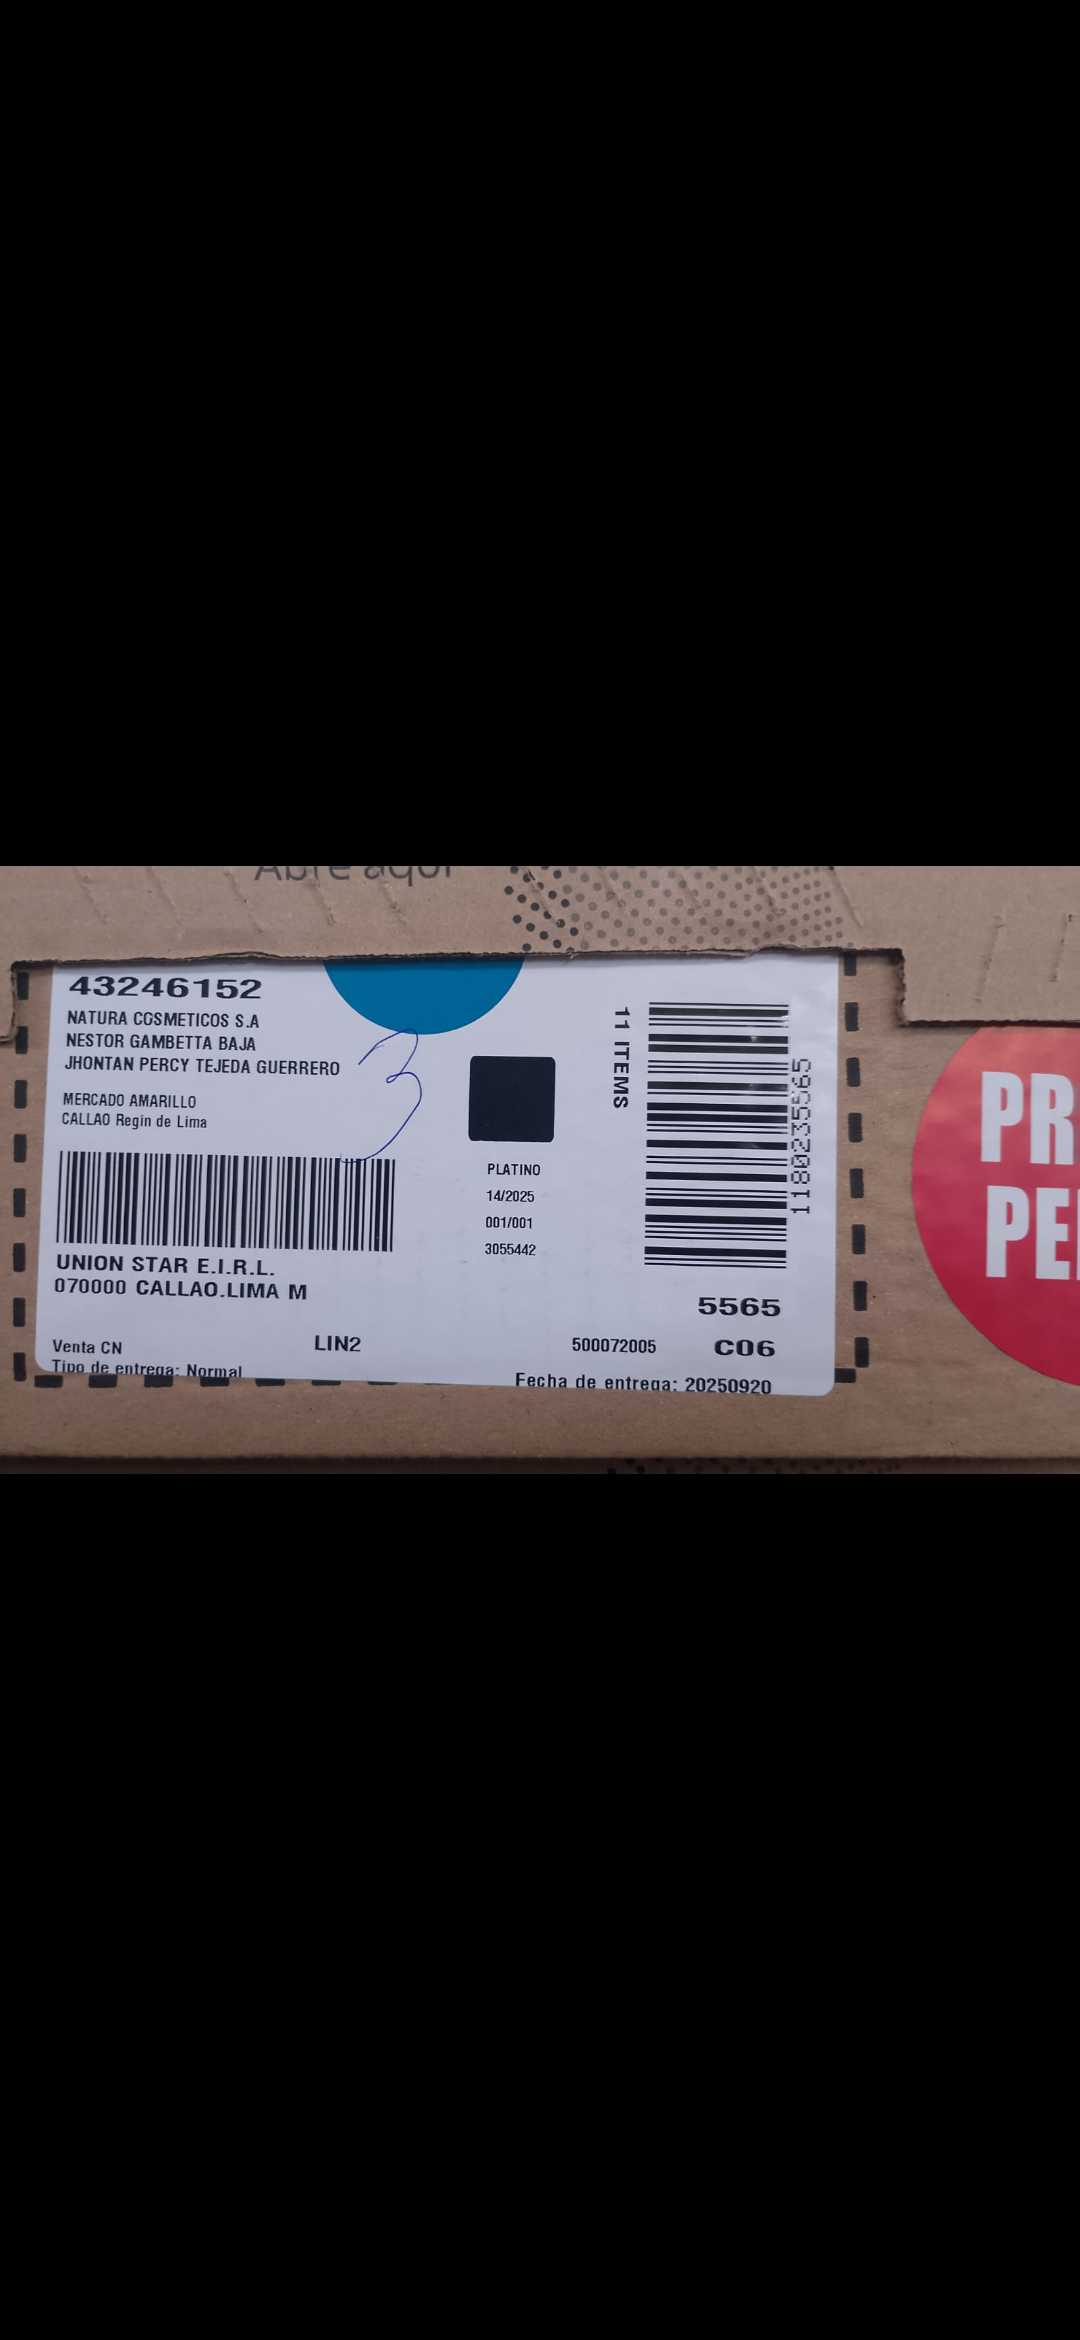 Abre aquí
43246152
NATURA COSMETICOS S.A
NESTOR GAMBETTA BAJA
JHONTAN PERCY TEJEDA GUERRERO
3
MERCADO AMARILLO
CALLAO Regin de Lima
UNION STAR E.I.R.L.
070000 CALLAO.LIMA M
Venta CN
LIN2
Tipo de entrega: Normal
PLATINO
14/2025
001/001
3055442
11 ITEMS
1180235565
5565
500072005
C06
Fecha de entrega: 20250920
PR
PE